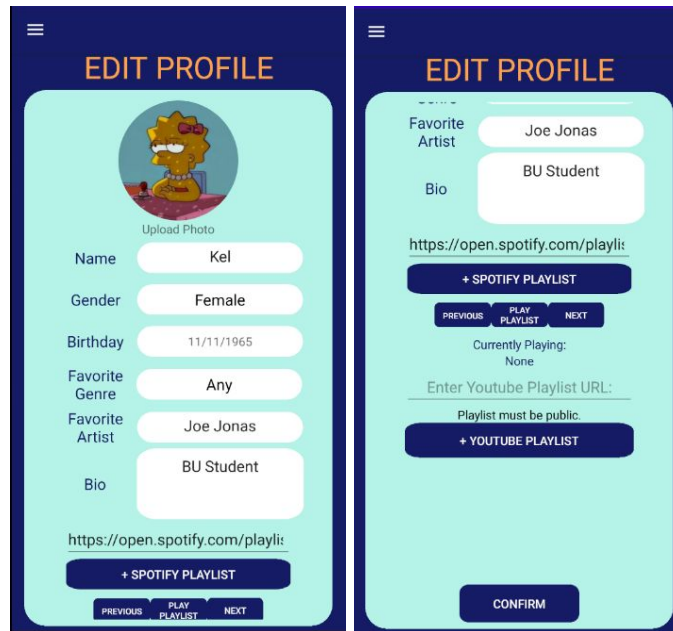 EDIT PROFILE
Upload Photo
Name
Kel
Gender
Female
Birthday
11/11/1965
Favorite
Genre
Any
Favorite
Artist
Joe Jonas
Bio
BU Student
https://open.spotify.com/playlis
+ SPOTIFY PLAYLIST
PREVIOUS
PLAY
PLAYLIST
NEXT
EDIT PROFILE
Favorite
Artist
Joe Jonas
Bio
BU Student
https://open.spotify.com/playlis
+ SPOTIFY PLAYLIST
PREVIOUS
PLAY
PLAYLIST
NEXT
Currently Playing:
None
Enter Youtube Playlist URL:
Playlist must be public.
+ YOUTUBE PLAYLIST
CONFIRM